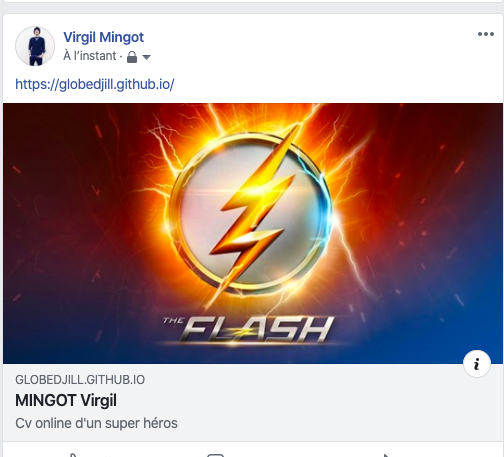 Virgil Mingot
À l'instant ·
https://globedjill.github.io/
THE FLASH
GLOBEDJILL.GITHUB.IO
MINGOT Virgil
Cv online d'un super héros